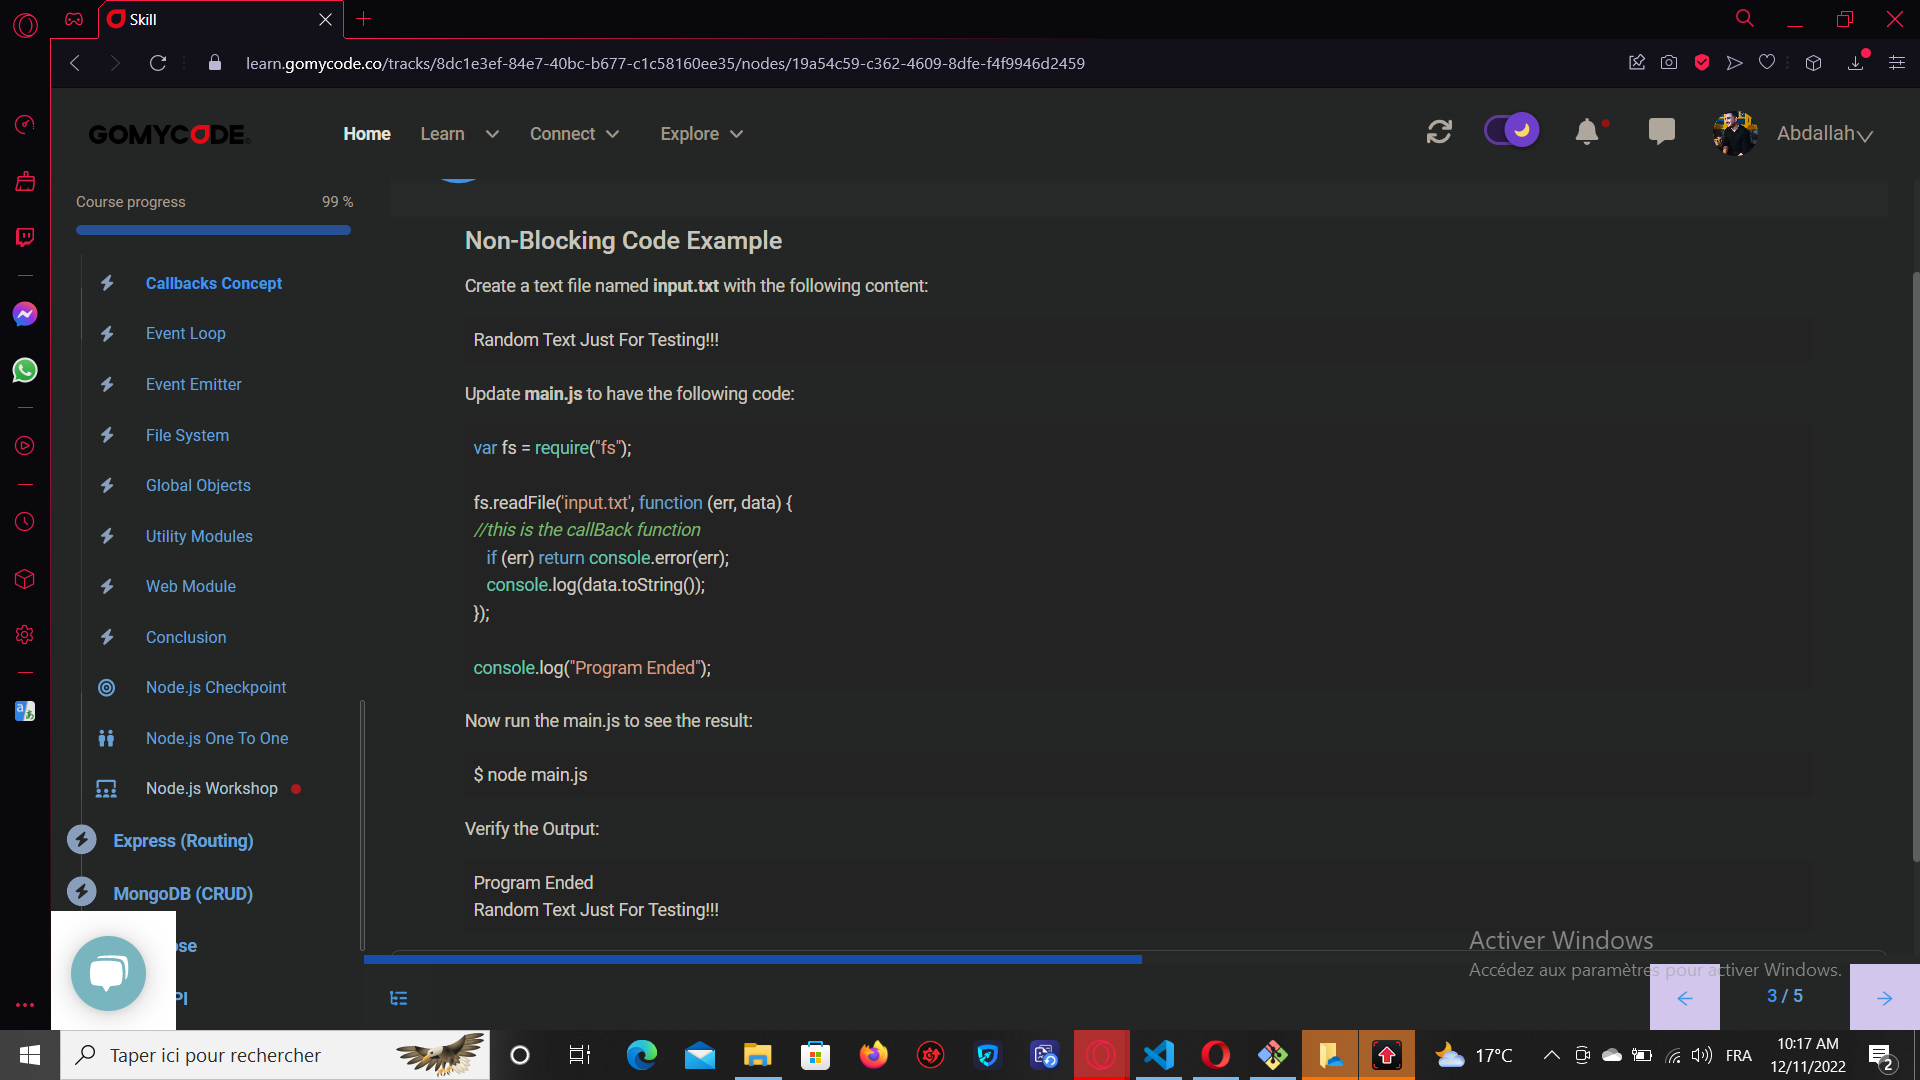 Skill
learn.gomycode.co/tracks/8dc1e3ef-84e7-40bc-b677-c1c58160ee35/nodes/19a54c59-c362-4609-8dfe-f4f9946d2459
GOMYCODE
Home
Learn
Connect
Explore
Abdallah
Course progress
99 %
Callbacks Concept
Event Loop
Event Emitter
File System
Global Objects
Utility Modules
Web Module
Conclusion
Node.js Checkpoint
Node.js One To One
Node.js Workshop
Express (Routing)
MongoDB (CRUD)
ose
PI
Non-Blocking Code Example
Create a text file named input.txt with the following content:
Random Text Just For Testing!!!
Update main.js to have the following code:
var fs = require("fs");
fs.readFile('input.txt', function (err, data) {
//this is the callBack function
if (err) return console.error(err);
console.log(data.toString());
});
console.log("Program Ended");
Now run the main.js to see the result:
$ node main.js
Verify the Output:
Program Ended
Random Text Just For Testing!!!
Activer Windows
Accédez aux paramètres pour activer Windows.
3 / 5
Taper ici pour rechercher
17°C
FRA
10:17 AM
12/11/2022
2